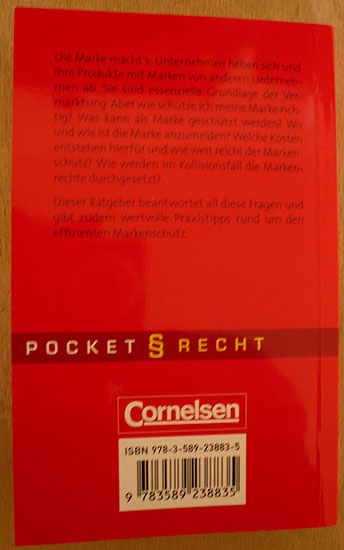 Die Marke macht's: Unternehmen heben sich und
ihre Produkte mit Marken von anderen Unterneh-
men ab. Sie sind essenzielle Grundlage der Ver-
marktung. Aber wie schütze ich meine Marke rich-
tig? Was kann als Marke geschützt werden? Wo
und wie ist die Marke anzumelden? Welche Kosten
entstehen hierfür und wie weit reicht der Marken-
schutz? Wie werden im Kollisionsfall die Marken-
rechte durchgesetzt?
Dieser Ratgeber beantwortet all diese Fragen und
gibt zudem wertvolle Praxistipps rund um den
effizienten Markenschutz.
POCKET § RECHT
Cornelsen
ISBN 978-3-589-23883-5
9 783589 238835